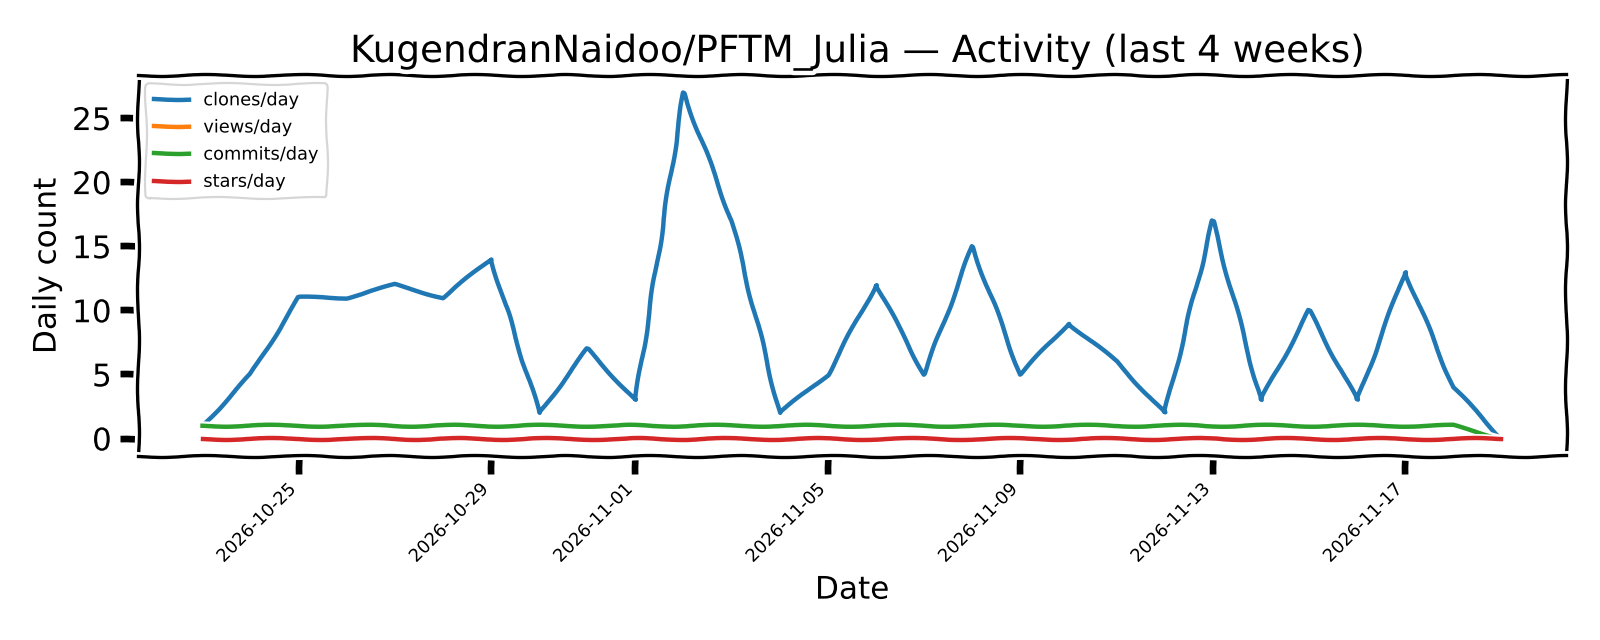 KugendranNaidoo/PFTM_Julia — Activity (last 4 weeks)
clones/day
views/day
commits/day
stars/day
Daily count
25
20
15
10
5
0
2026-10-25
2026-10-29
2026-11-01
2026-11-05
2026-11-09
2026-11-13
2026-11-17
Date